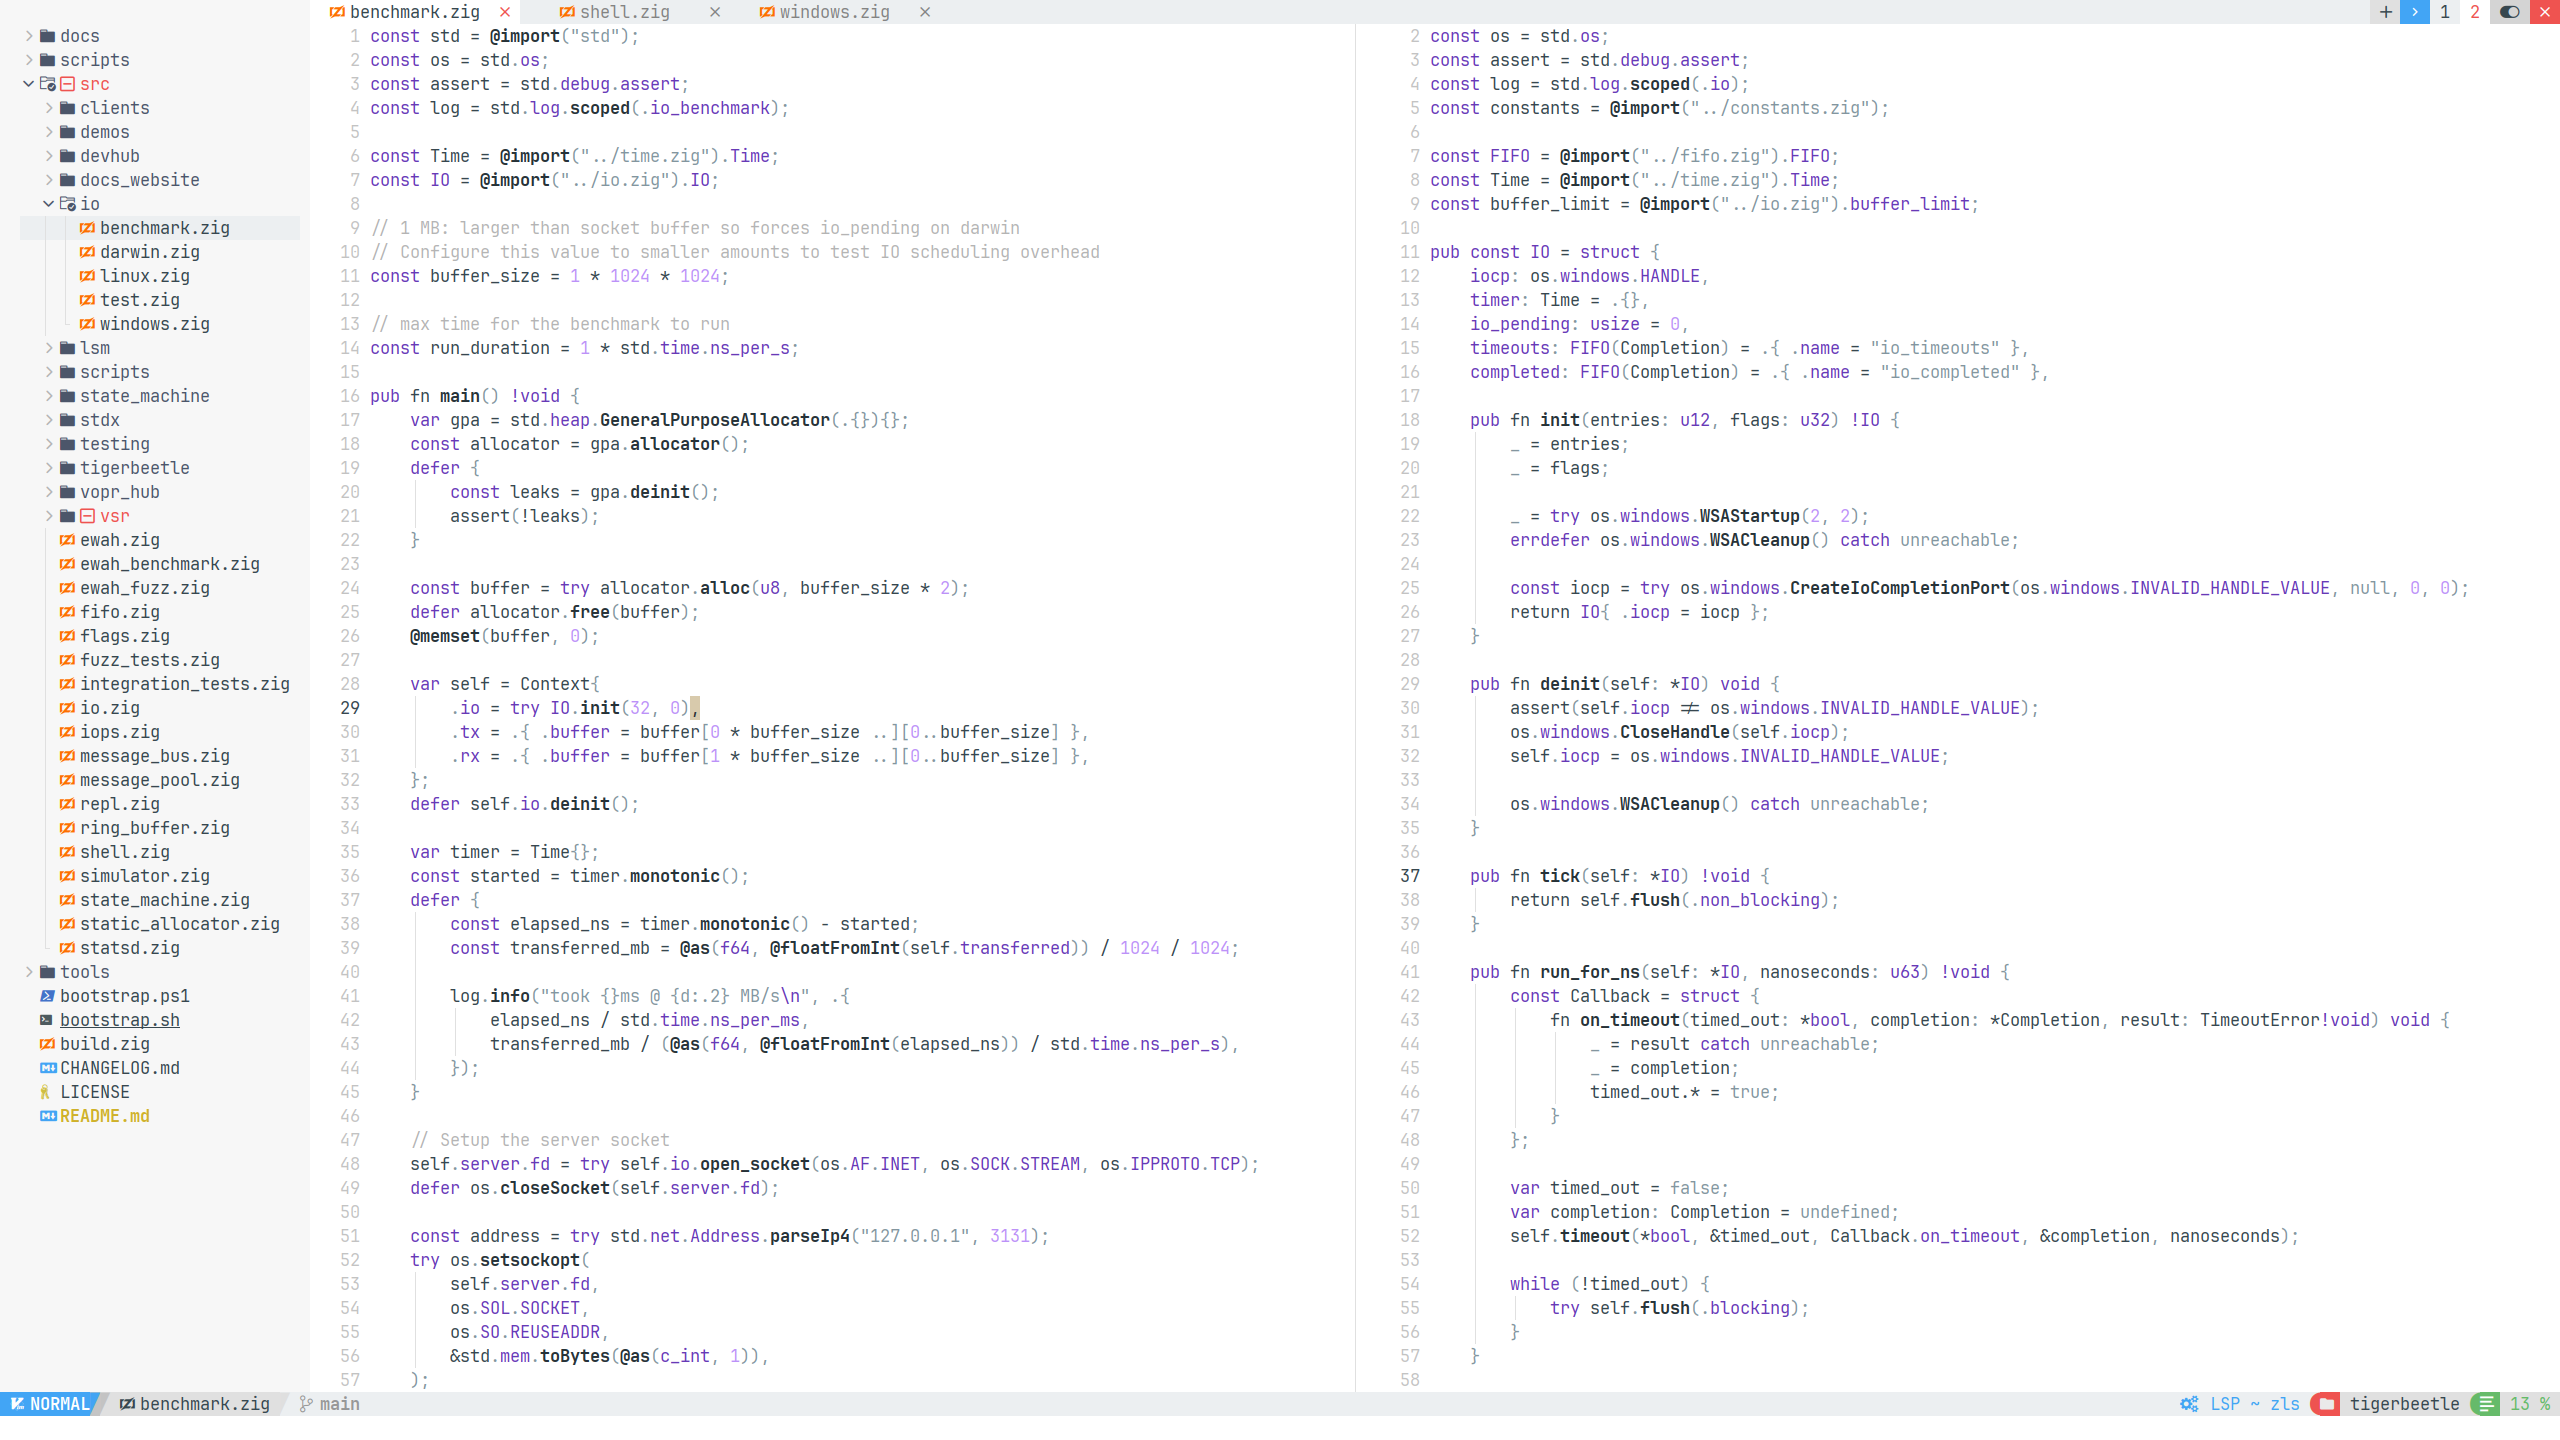 benchmark.zig
shell.zig
windows.zig
1
2
docs
scripts
src
clients
demos
devhub
docs_website
io
benchmark.zig
darwin.zig
linux.zig
test.zig
windows.zig
lsm
scripts
state_machine
stdx
testing
tigerbeetle
vopr_hub
vsr
ewah.zig
ewah_benchmark.zig
ewah_fuzz.zig
fifo.zig
flags.zig
fuzz_tests.zig
integration_tests.zig
io.zig
iops.zig
message_bus.zig
message_pool.zig
repl.zig
ring_buffer.zig
shell.zig
simulator.zig
state_machine.zig
static_allocator.zig
statsd.zig
tools
bootstrap.ps1
bootstrap.sh
build.zig
CHANGELOG.md
LICENSE
README.md
1 const std = @import("std");
2 const os = std.os;
3 const assert = std.debug.assert;
4 const log = std.log.scoped(.io_benchmark);
5
6 const Time = @import("../time.zig").Time;
7 const IO = @import("../io.zig").IO;
8
9 // 1 MB: larger than socket buffer so forces io_pending on darwin
10 // Configure this value to smaller amounts to test IO scheduling overhead
11 const buffer_size = 1 * 1024 * 1024;
12
13 // max time for the benchmark to run
14 const run_duration = 1 * std.time.ns_per_s;
15
16 pub fn main() !void {
17     var gpa = std.heap.GeneralPurposeAllocator(.{}){};
18     const allocator = gpa.allocator();
19     defer {
20         const leaks = gpa.deinit();
21         assert(!leaks);
22     }
23
24     const buffer = try allocator.alloc(u8, buffer_size * 2);
25     defer allocator.free(buffer);
26     @memset(buffer, 0);
27
28     var self = Context{
29         .io = try IO.init(32, 0),
30         .tx = .{ .buffer = buffer[0 * buffer_size ..][0..buffer_size] },
31         .rx = .{ .buffer = buffer[1 * buffer_size ..][0..buffer_size] },
32     };
33     defer self.io.deinit();
34
35     var timer = Time{};
36     const started = timer.monotonic();
37     defer {
38         const elapsed_ns = timer.monotonic() - started;
39         const transferred_mb = @as(f64, @floatFromInt(self.transferred)) / 1024 / 1024;
40
41         log.info("took {}ms @ {d:.2} MB/s\n", .{
42             elapsed_ns / std.time.ns_per_ms,
43             transferred_mb / (@as(f64, @floatFromInt(elapsed_ns)) / std.time.ns_per_s),
44         });
45     }
46
47     // Setup the server socket
48     self.server.fd = try self.io.open_socket(os.AF.INET, os.SOCK.STREAM, os.IPPROTO.TCP);
49     defer os.closeSocket(self.server.fd);
50
51     const address = try std.net.Address.parseIp4("127.0.0.1", 3131);
52     try os.setsockopt(
53         self.server.fd,
54         os.SOL.SOCKET,
55         os.SO.REUSEADDR,
56         &std.mem.toBytes(@as(c_int, 1)),
57     );
2 const os = std.os;
3 const assert = std.debug.assert;
4 const log = std.log.scoped(.io);
5 const constants = @import("../constants.zig");
6
7 const FIFO = @import("../fifo.zig").FIFO;
8 const Time = @import("../time.zig").Time;
9 const buffer_limit = @import("../io.zig").buffer_limit;
10
11 pub const IO = struct {
12     iocp: os.windows.HANDLE,
13     timer: Time = .{},
14     io_pending: usize = 0,
15     timeouts: FIFO(Completion) = .{ .name = "io_timeouts" },
16     completed: FIFO(Completion) = .{ .name = "io_completed" },
17
18     pub fn init(entries: u12, flags: u32) !IO {
19         _ = entries;
20         _ = flags;
21
22         _ = try os.windows.WSAStartup(2, 2);
23         errdefer os.windows.WSACleanup() catch unreachable;
24
25         const iocp = try os.windows.CreateIoCompletionPort(os.windows.INVALID_HANDLE_VALUE, null, 0, 0);
26         return IO{ .iocp = iocp };
27     }
28
29     pub fn deinit(self: *IO) void {
30         assert(self.iocp != os.windows.INVALID_HANDLE_VALUE);
31         os.windows.CloseHandle(self.iocp);
32         self.iocp = os.windows.INVALID_HANDLE_VALUE;
33
34         os.windows.WSACleanup() catch unreachable;
35     }
36
37     pub fn tick(self: *IO) !void {
38         return self.flush(.non_blocking);
39     }
40
41     pub fn run_for_ns(self: *IO, nanoseconds: u63) !void {
42         const Callback = struct {
43             fn on_timeout(timed_out: *bool, completion: *Completion, result: TimeoutError!void) void {
44                 _ = result catch unreachable;
45                 _ = completion;
46                 timed_out.* = true;
47             }
48         };
49
50         var timed_out = false;
51         var completion: Completion = undefined;
52         self.timeout(*bool, &timed_out, Callback.on_timeout, &completion, nanoseconds);
53
54         while (!timed_out) {
55             try self.flush(.blocking);
56         }
57     }
58
NORMAL
benchmark.zig
main
LSP ~ zls
tigerbeetle
13 %